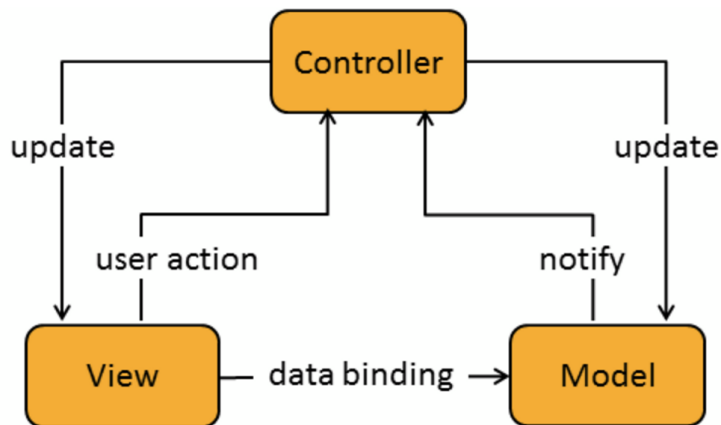 Controller
update
update
user action
notify
View
data binding
Model